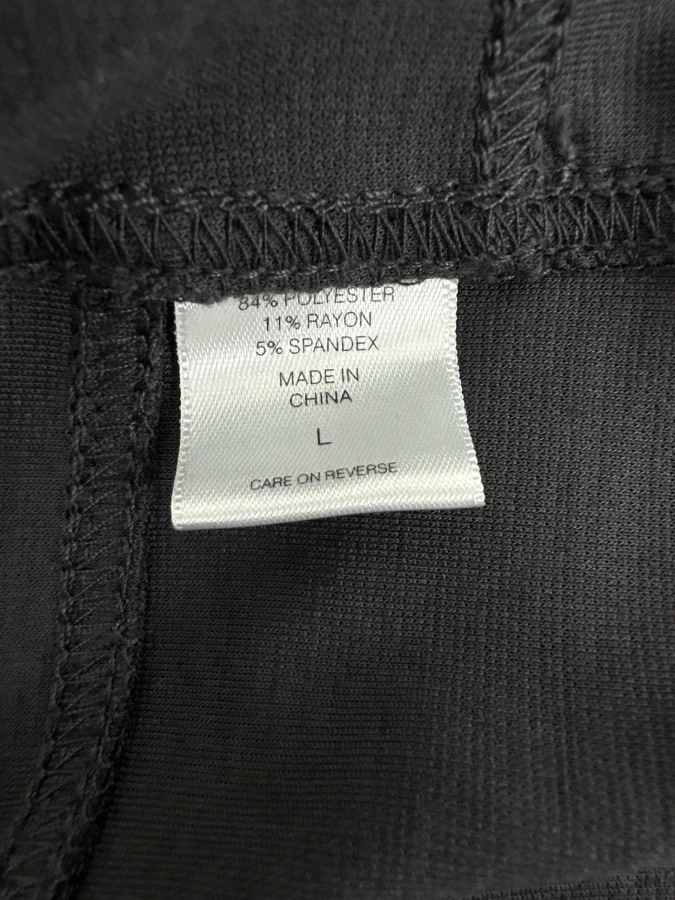 84% POLYESTER
11% RAYON
5% SPANDEX
MADE IN
CHINA
L
CARE ON REVERSE